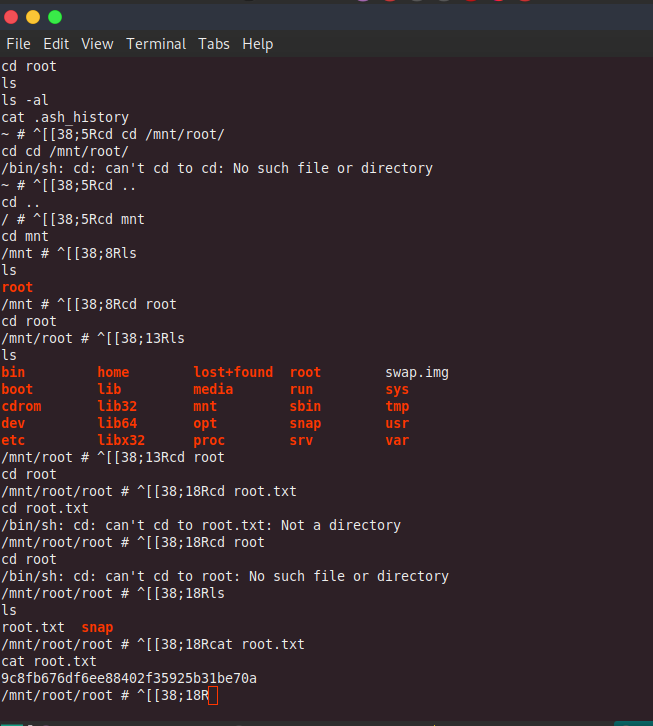 File Edit View Terminal Tabs Help
cd root
ls
ls -al
cat .ash_history
~ # ^[[38;5Rcd cd /mnt/root/
cd cd /mnt/root/
/bin/sh: cd: can't cd to cd: No such file or directory
~ # ^[[38;5Rcd ..
cd ..
/ # ^[[38;5Rcd mnt
cd mnt
/mnt # ^[[38;8Rls
ls
root
/mnt # ^[[38;8Rcd root
cd root
/mnt/root # ^[[38;13Rls
ls
bin home lost+found root swap.img
boot lib media run sys
cdrom lib32 mnt sbin tmp
dev lib64 opt snap usr
etc libx32 proc srv var
/mnt/root # ^[[38;13Rcd root
cd root
/mnt/root/root # ^[[38;18Rcd root.txt
cd root.txt
/bin/sh: cd: can't cd to root.txt: Not a directory
/mnt/root/root # ^[[38;18Rcd root
cd root
/bin/sh: cd: can't cd to root: No such file or directory
/mnt/root/root # ^[[38;18Rls
ls
root.txt snap
/mnt/root/root # ^[[38;18Rcat root.txt
cat root.txt
9c8fb676df6ee88402f35925b31be70a
/mnt/root/root # ^[[38;18R